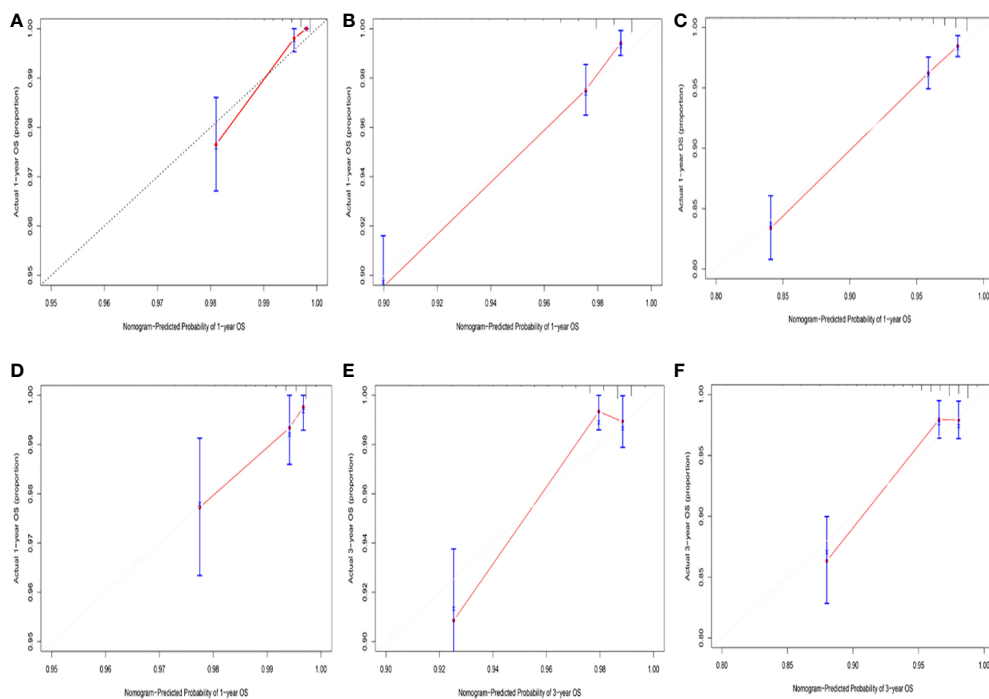 A
Actual 1-year OS (proportion)
0.95 0.96 0.97 0.98 0.99 1.00
0.95 0.96 0.97 0.98 0.99 1.00
Nomogram-Predicted Probability of 1-year OS
B
Actual 1-year OS (proportion)
0.90 0.92 0.94 0.96 0.98 1.00
0.90 0.92 0.94 0.96 0.98 1.00
Nomogram-Predicted Probability of 1-year OS
C
Actual 1-year OS (proportion)
0.80 0.85 0.90 0.95 1.00
0.80 0.85 0.90 0.95 1.00
Nomogram-Predicted Probability of 1-year OS
D
Actual 1-year OS (proportion)
0.95 0.96 0.97 0.98 0.99 1.00
0.95 0.96 0.97 0.98 0.99 1.00
Nomogram-Predicted Probability of 1-year OS
E
Actual 3-year OS (proportion)
0.90 0.92 0.94 0.96 0.98 1.00
0.90 0.92 0.94 0.96 0.98 1.00
Nomogram-Predicted Probability of 3-year OS
F
Actual 3-year OS (proportion)
0.80 0.85 0.90 0.95 1.00
0.80 0.85 0.90 0.95 1.00
Nomogram-Predicted Probability of 3-year OS